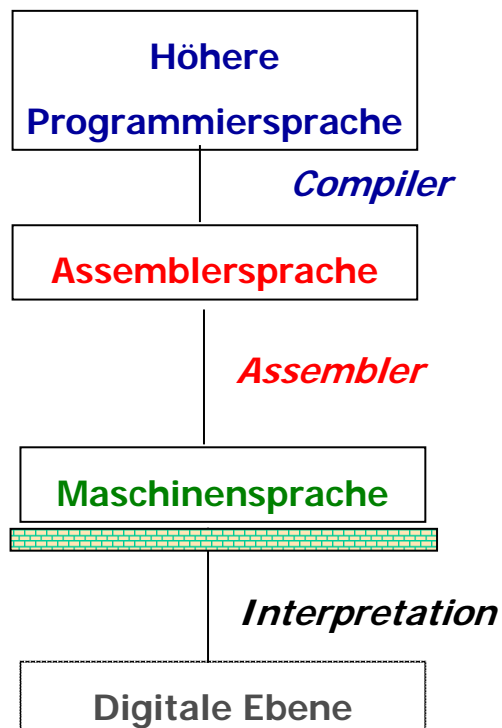 Höhere
Programmiersprache
Compiler
Assemblersprache
Assembler
Maschinensprache
Interpretation
Digitale Ebene